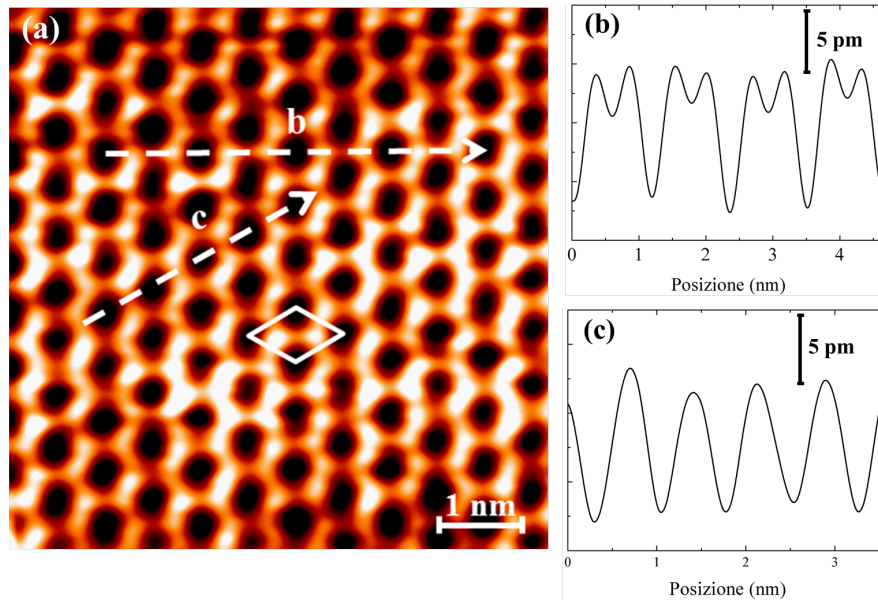 (a)
b
c
1 nm
(b)
5 pm
0 1 2 3 4
Posizione (nm)
(c)
5 pm
0 1 2 3
Posizione (nm)